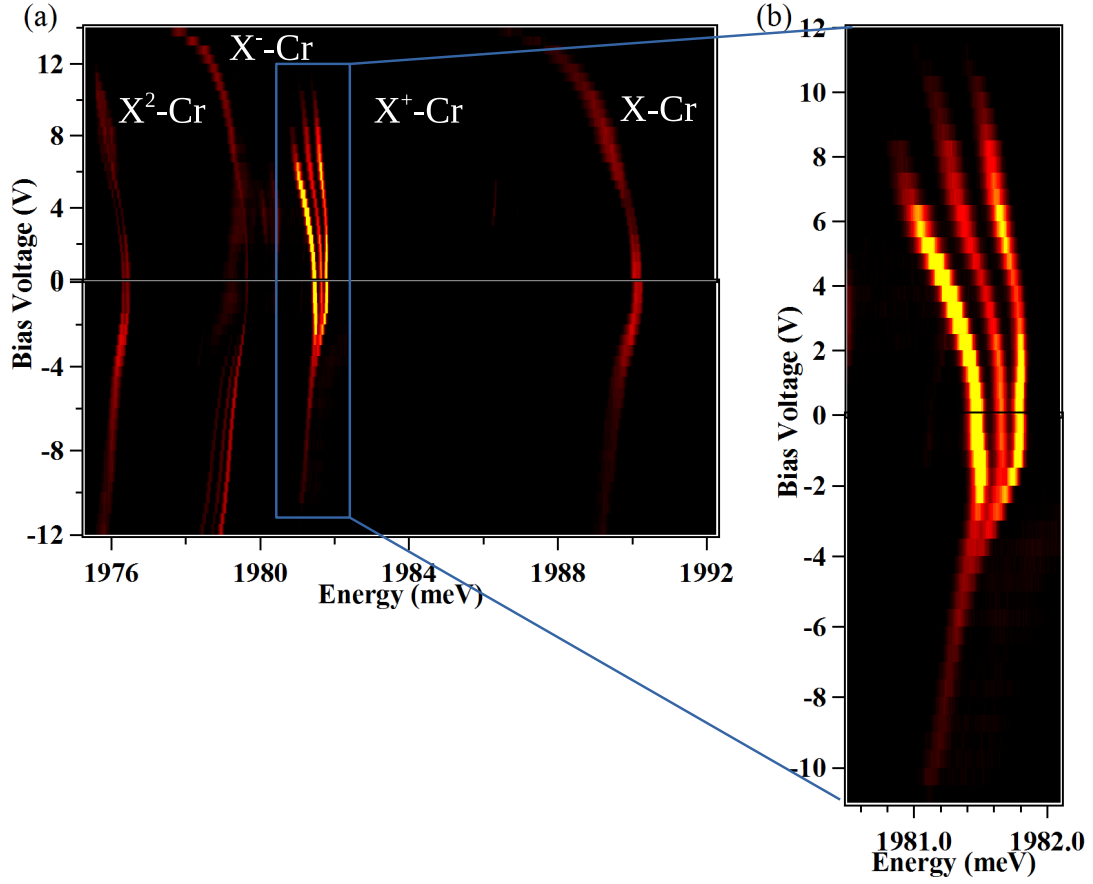 (a)
X⁻-Cr
X²-Cr
X⁺-Cr
X-Cr
Bias Voltage (V)
12
8
4
0
-4
-8
-12
1976
1980
1984
1988
1992
Energy (meV)
(b)
Bias Voltage (V)
12
10
8
6
4
2
0
-2
-4
-6
-8
-10
1981.0
1982.0
Energy (meV)